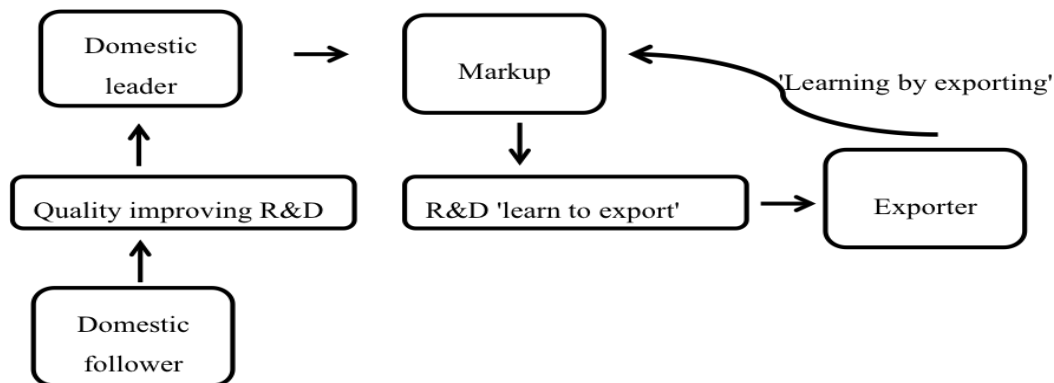 Domestic
leader
Markup
'Learning by exporting'
Quality improving R&D
R&D 'learn to export'
Exporter
Domestic
follower